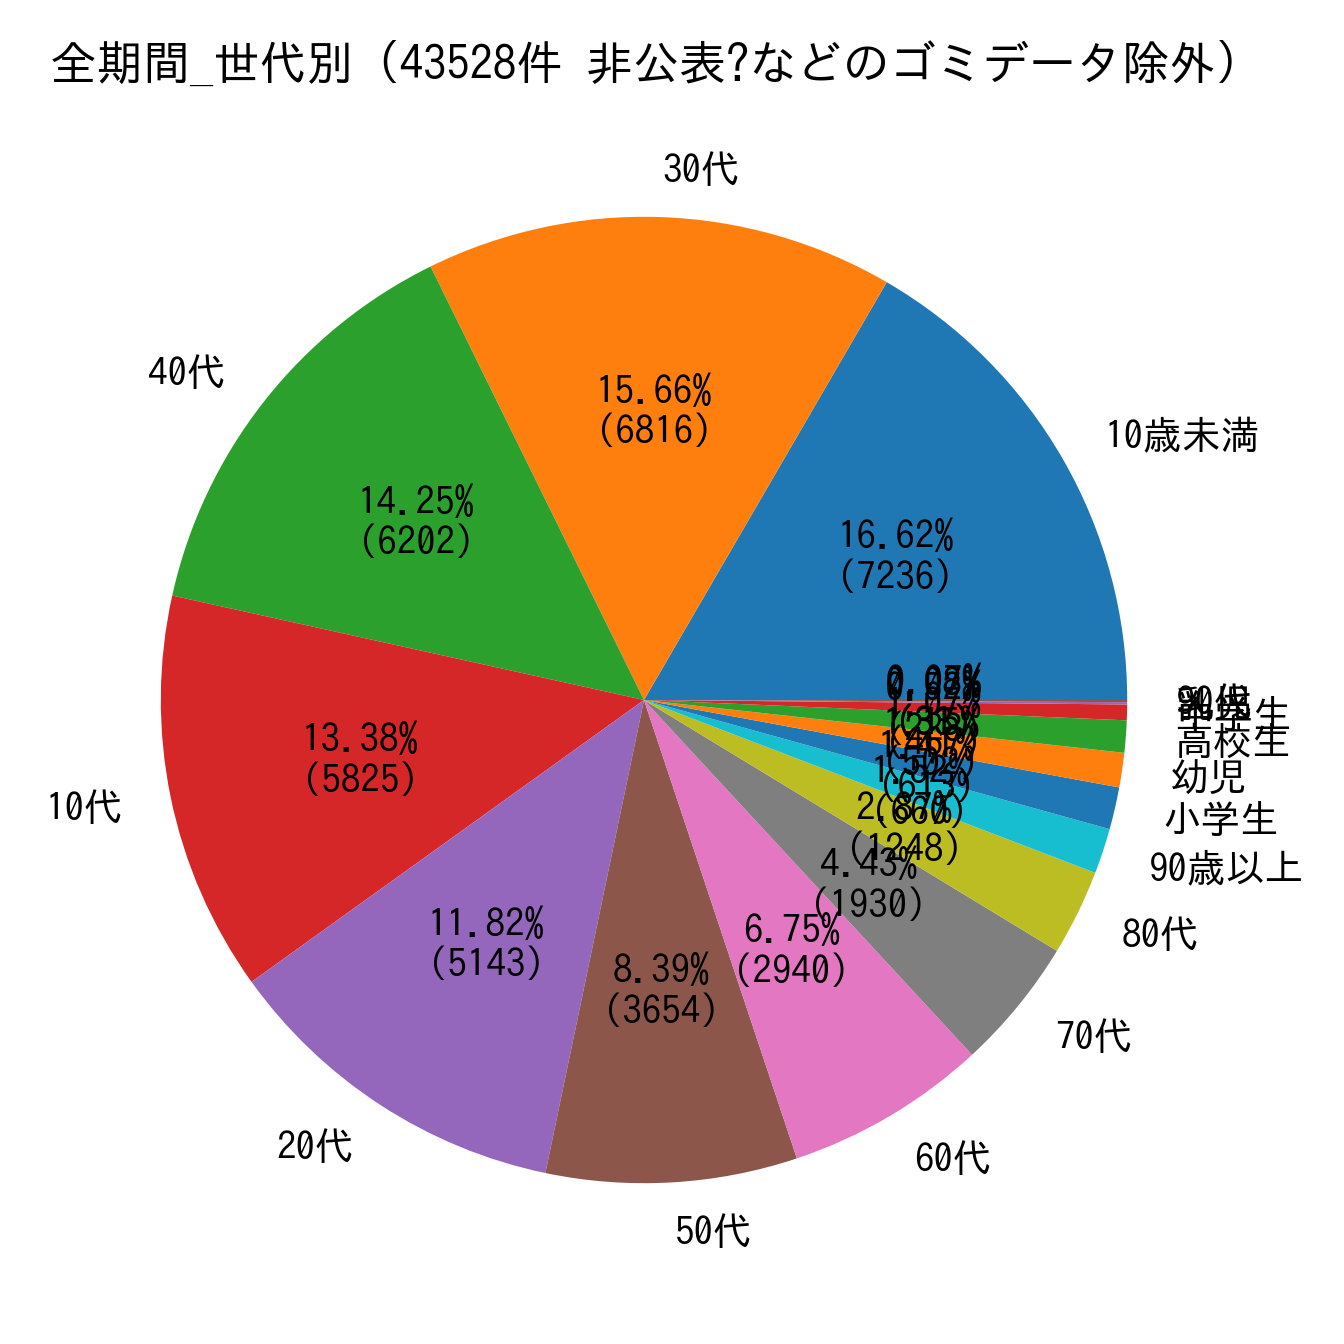 全期間_世代別（43528件 非公表?などのゴミデータ除外）
30代
15.66%
(6816)
40代
14.25%
(6202)
10歳未満
16.62%
(7236)
13.38%
(5825)
10代
11.82%
(5143)
20代
8.39%
(3654)
50代
6.75%
(2940)
60代
4.43%
(1930)
70代
2.87%
(1248)
80代
90歳以上
小学生
幼児
高校生